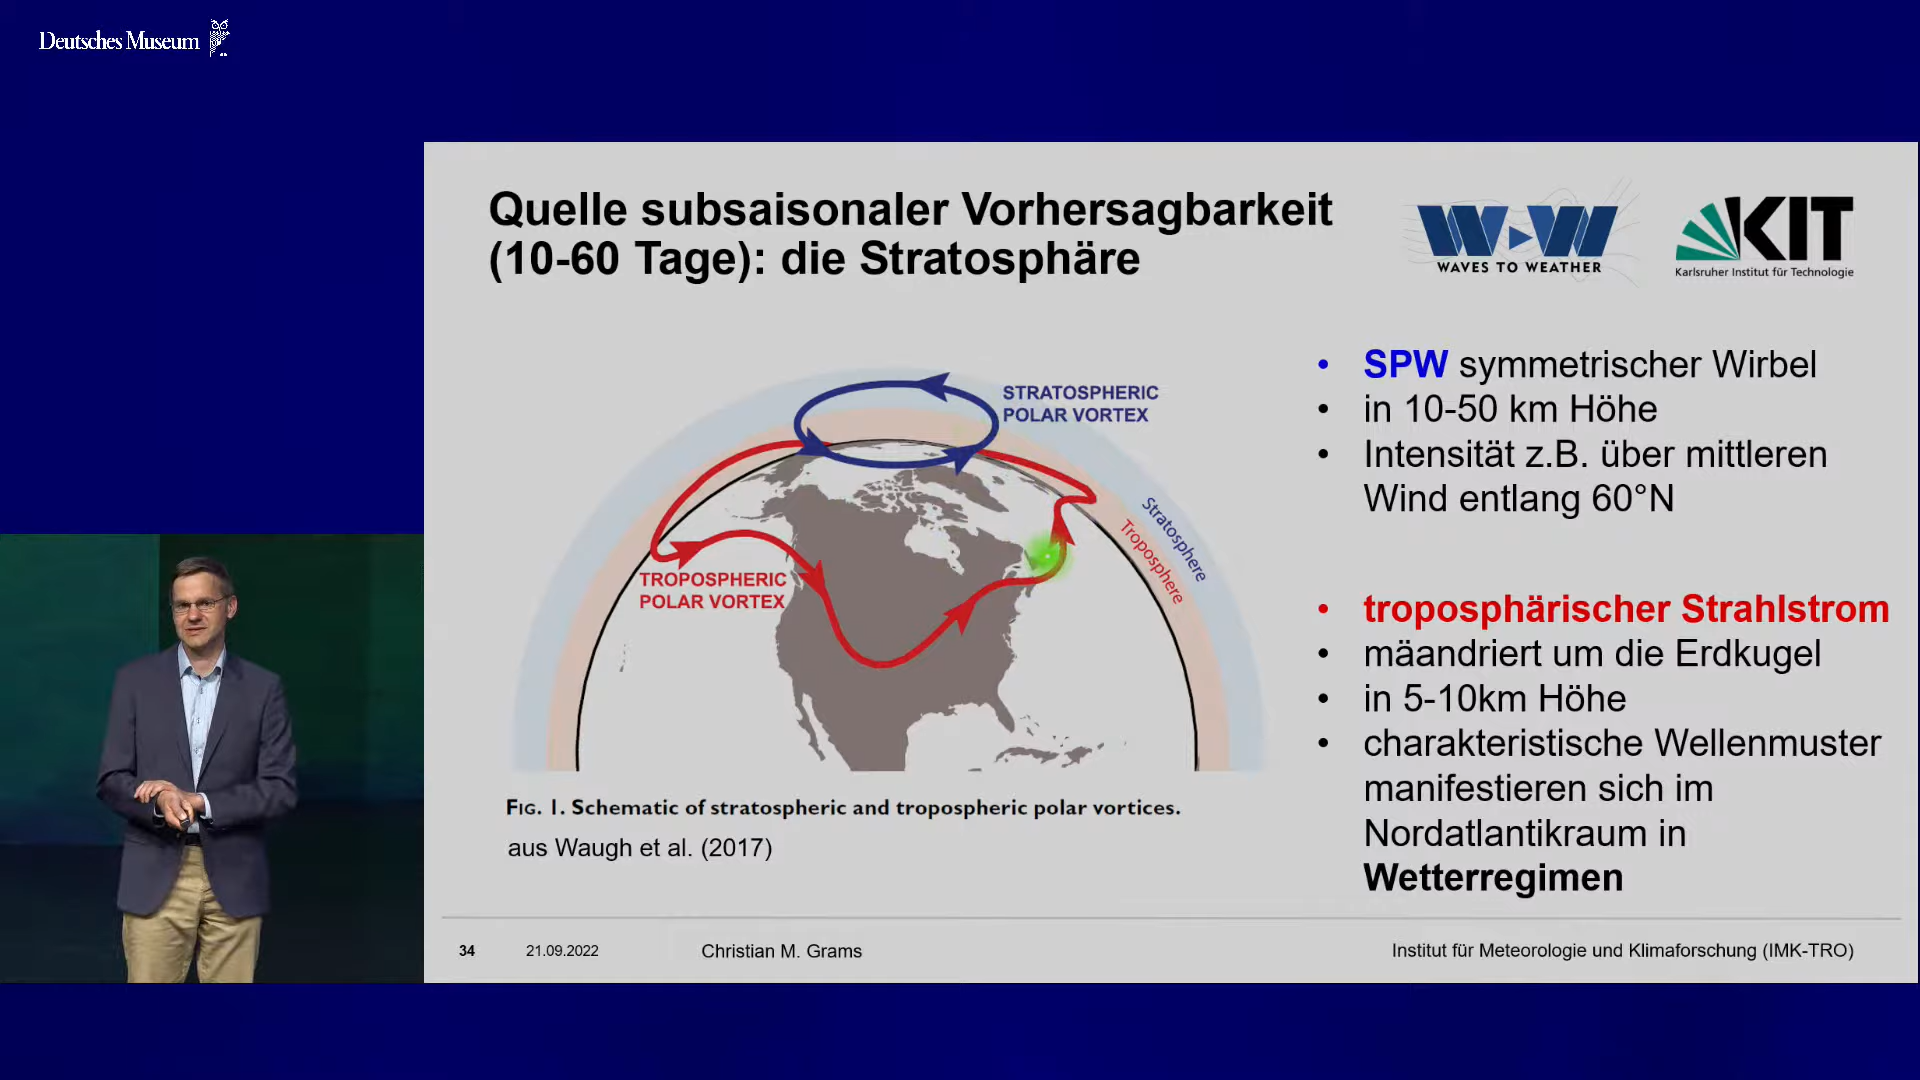 Deutsches Museum
Quelle subsaisonaler Vorhersagbarkeit
(10-60 Tage): die Stratosphäre
WAVES TO WEATHER
KIT
Karlsruher Institut für Technologie
STRATOSPHERIC
POLAR VORTEX
Stratosphere
Troposphere
TROPOSPHERIC
POLAR VORTEX
FIG. 1. Schematic of stratospheric and tropospheric polar vortices.
aus Waugh et al. (2017)
• SPW symmetrischer Wirbel
• in 10-50 km Höhe
• Intensität z.B. über mittleren
Wind entlang 60°N
• troposphärischer Strahlstrom
• mäandriert um die Erdkugel
• in 5-10km Höhe
• charakteristische Wellenmuster
manifestieren sich im
Nordatlantikraum in
Wetterregimen
34 21.09.2022 Christian M. Grams Institut für Meteorologie und Klimaforschung (IMK-TRO)